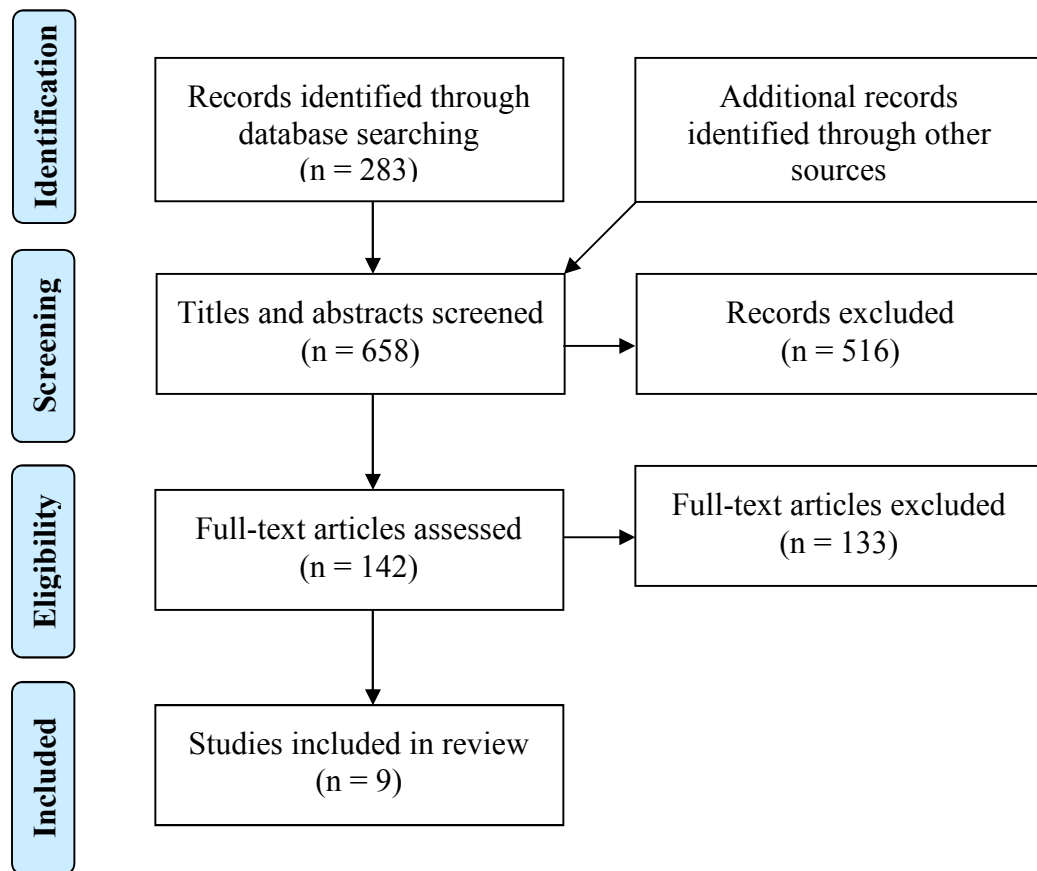 Identification
Records identified through
database searching
(n = 283)
Additional records
identified through other
sources
Screening
Titles and abstracts screened
(n = 658)
Records excluded
(n = 516)
Eligibility
Full-text articles assessed
(n = 142)
Full-text articles excluded
(n = 133)
Included
Studies included in review
(n = 9)